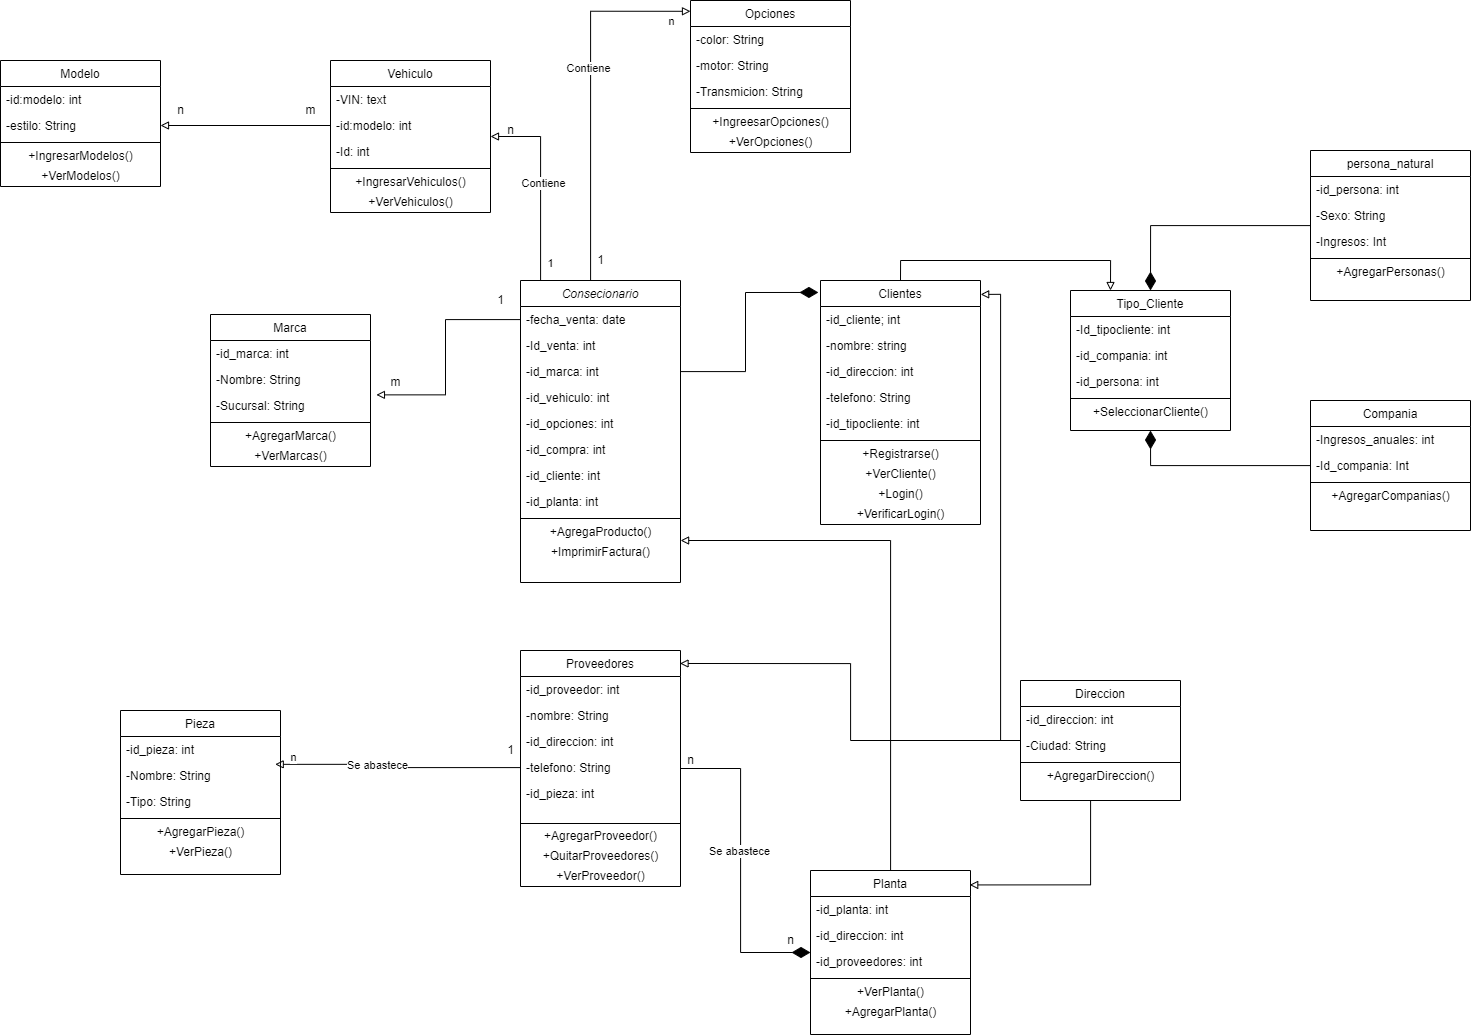 Opciones
-color: String
-motor: String
-Transmicion: String
+IngreesarOpciones()
+VerOpciones()
n
Contiene
1
Modelo
-id:modelo: int
-estilo: String
+IngresarModelos()
+VerModelos()
n
m
Vehiculo
-VIN: text
-id:modelo: int
-Id: int
+IngresarVehiculos()
+VerVehiculos()
n
Contiene
1
persona_natural
-id_persona: int
-Sexo: String
-Ingresos: Int
+AgregarPersonas()
Marca
-id_marca: int
-Nombre: String
-Sucursal: String
+AgregarMarca()
+VerMarcas()
1
m
Consecionario
-fecha_venta: date
-Id_venta: int
-id_marca: int
-id_vehiculo: int
-id_opciones: int
-id_compra: int
-id_cliente: int
-id_planta: int
+AgregaProducto()
+ImprimirFactura()
Clientes
-id_cliente; int
-nombre: string
-id_direccion: int
-telefono: String
-id_tipocliente: int
+Registrarse()
+VerCliente()
+Login()
+VerificarLogin()
Tipo_Cliente
-Id_tipocliente: int
-id_compania: int
-id_persona: int
+SeleccionarCliente()
Compania
-Ingresos_anuales: int
-Id_compania: Int
+AgregarCompanias()
Pieza
-id_pieza: int
-Nombre: String
-Tipo: String
+AgregarPieza()
+VerPieza()
n
Se abastece
1
Proveedores
-id_proveedor: int
-nombre: String
-id_direccion: int
-telefono: String
-id_pieza: int
+AgregarProveedor()
+QuitarProveedores()
+VerProveedor()
n
Se abastece
n
Direccion
-id_direccion: int
-Ciudad: String
+AgregarDireccion()
Planta
-id_planta: int
-id_direccion: int
-id_proveedores: int
+VerPlanta()
+AgregarPlanta()